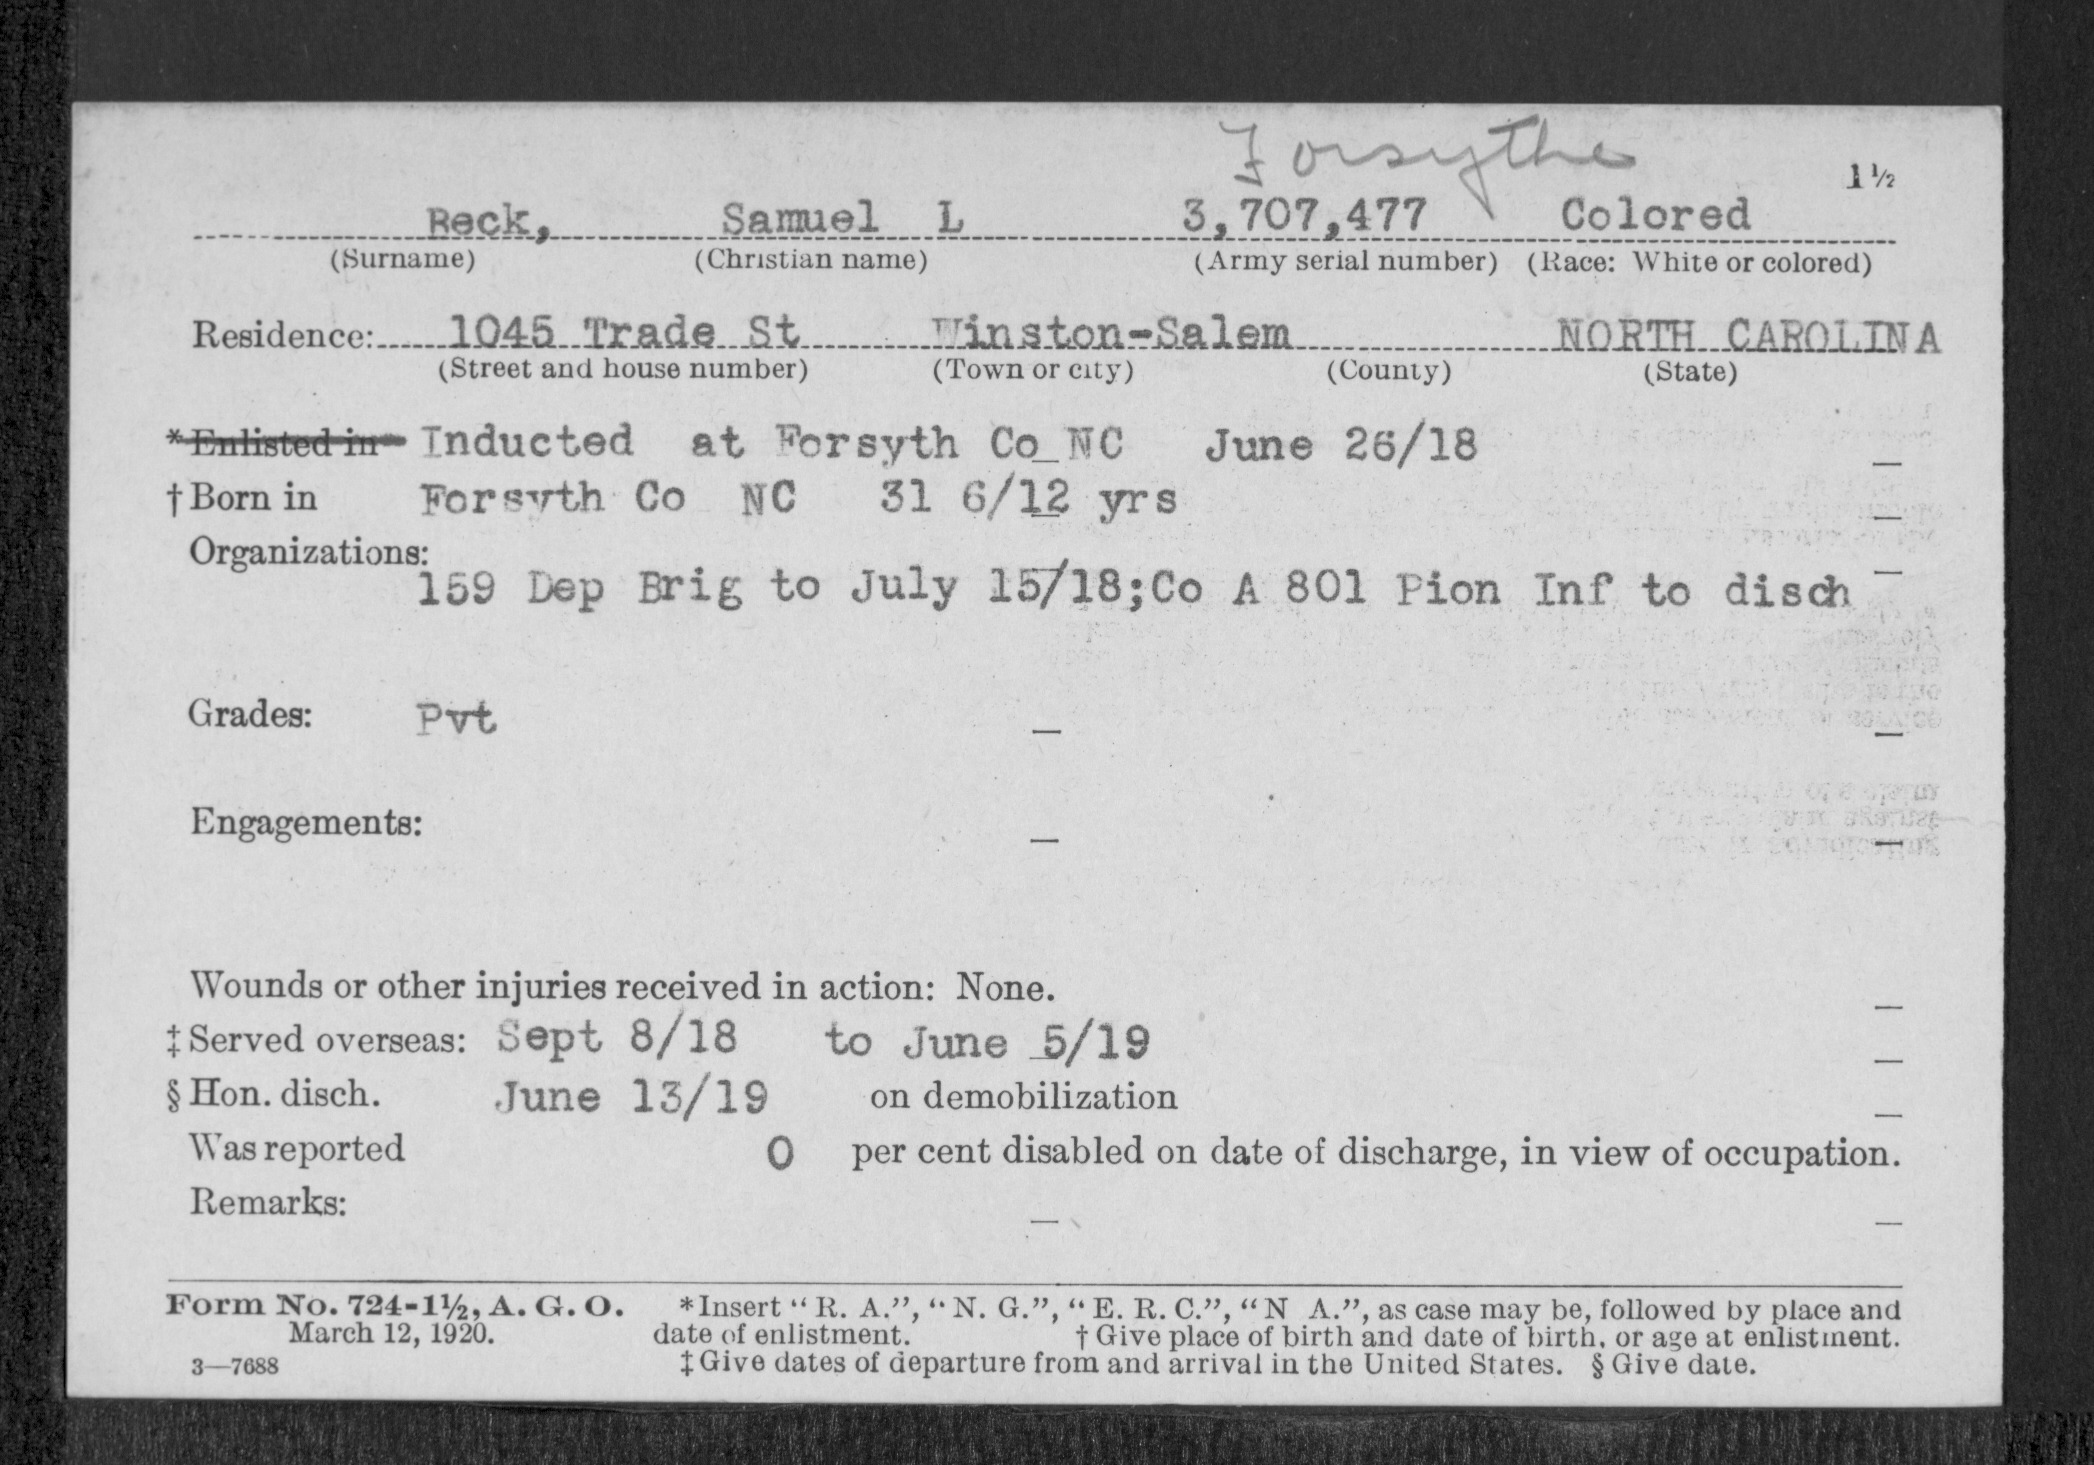 Forsythe
1½
Beck, Samuel L 3,707,477 Colored
(Surname) (Christian name) (Army serial number) (Race: White or colored)
Residence: 1045 Trade St Winston-Salem NORTH CAROLINA
(Street and house number) (Town or city) (County) (State)
*Enlisted in Inducted at Forsyth Co NC June 26/18 –
†Born in Forsyth Co NC 31 6/12 yrs –
Organizations:
159 Dep Brig to July 15/18;Co A 801 Pion Inf to disch –
Grades: Pvt – –
Engagements: – –
Wounds or other injuries received in action: None. –
‡Served overseas: Sept 8/18 to June 5/19 –
§Hon. disch. June 13/19 on demobilization –
Was reported 0 per cent disabled on date of discharge, in view of occupation.
Remarks: – –
Form No. 724-1½, A. G. O. *Insert "R. A.", "N. G.", "E. R. C.", "N A.", as case may be, followed by place and
March 12, 1920. date of enlistment. †Give place of birth and date of birth, or age at enlistment.
3—7688 ‡Give dates of departure from and arrival in the United States. §Give date.